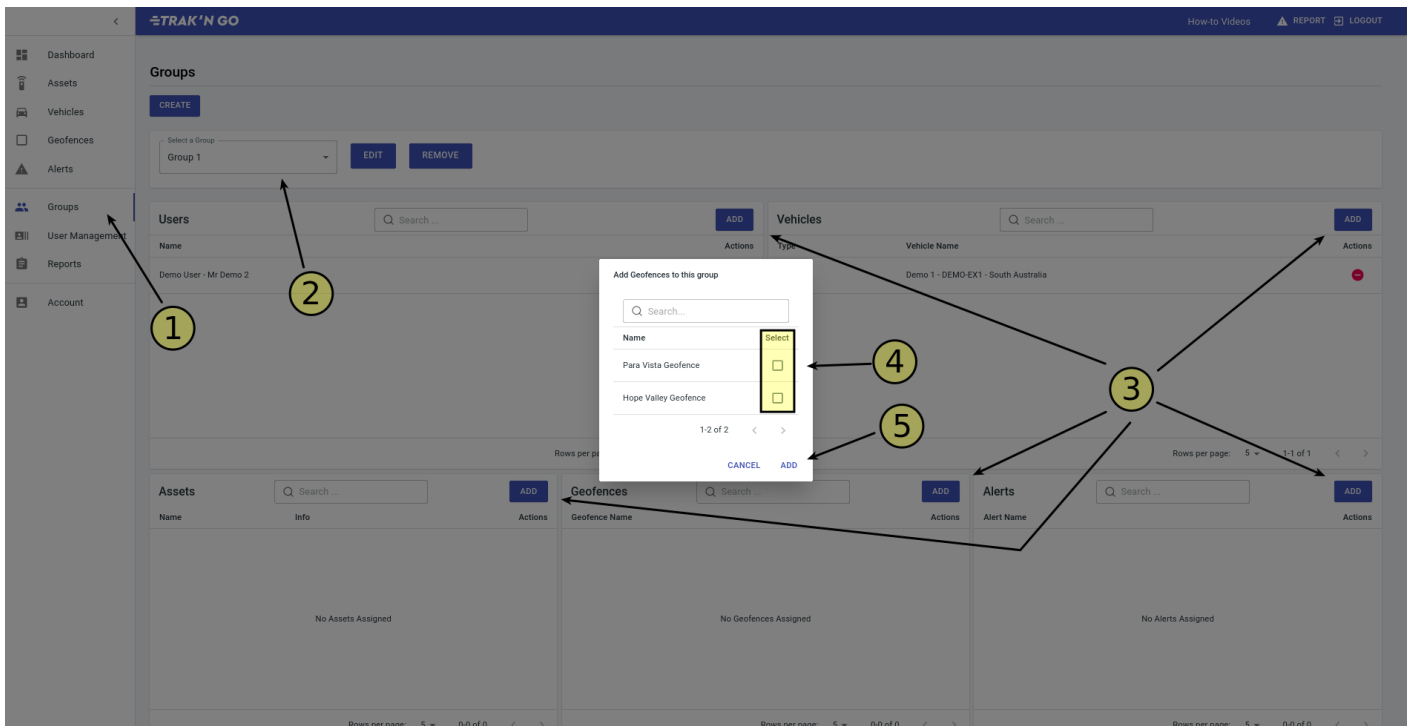 TRAK'N GO
How-to Videos
REPORT
LOGOUT
Dashboard
Assets
Vehicles
Geofences
Alerts
Groups
User Management
Reports
Account
Groups
CREATE
Select a Group
Group 1
EDIT
REMOVE
Users
Search ...
ADD
Name
Actions
Demo User - Mr Demo 2
Rows per pa
Vehicles
Search ...
ADD
Type
Vehicle Name
Actions
Demo 1 - DEMO-EX1 - South Australia
Rows per page: 5
1-1 of 1
Add Geofences to this group
Search...
Name
Select
Para Vista Geofence
Hope Valley Geofence
1-2 of 2
CANCEL
ADD
Assets
Search ...
ADD
Name
Info
Actions
No Assets Assigned
Rows per page: 5
0-0 of 0
Geofences
Search ...
ADD
Geofence Name
Actions
No Geofences Assigned
Rows per page: 5
0-0 of 0
Alerts
Search ...
ADD
Alert Name
Actions
No Alerts Assigned
Rows per page: 5
0-0 of 0
1
2
3
4
5